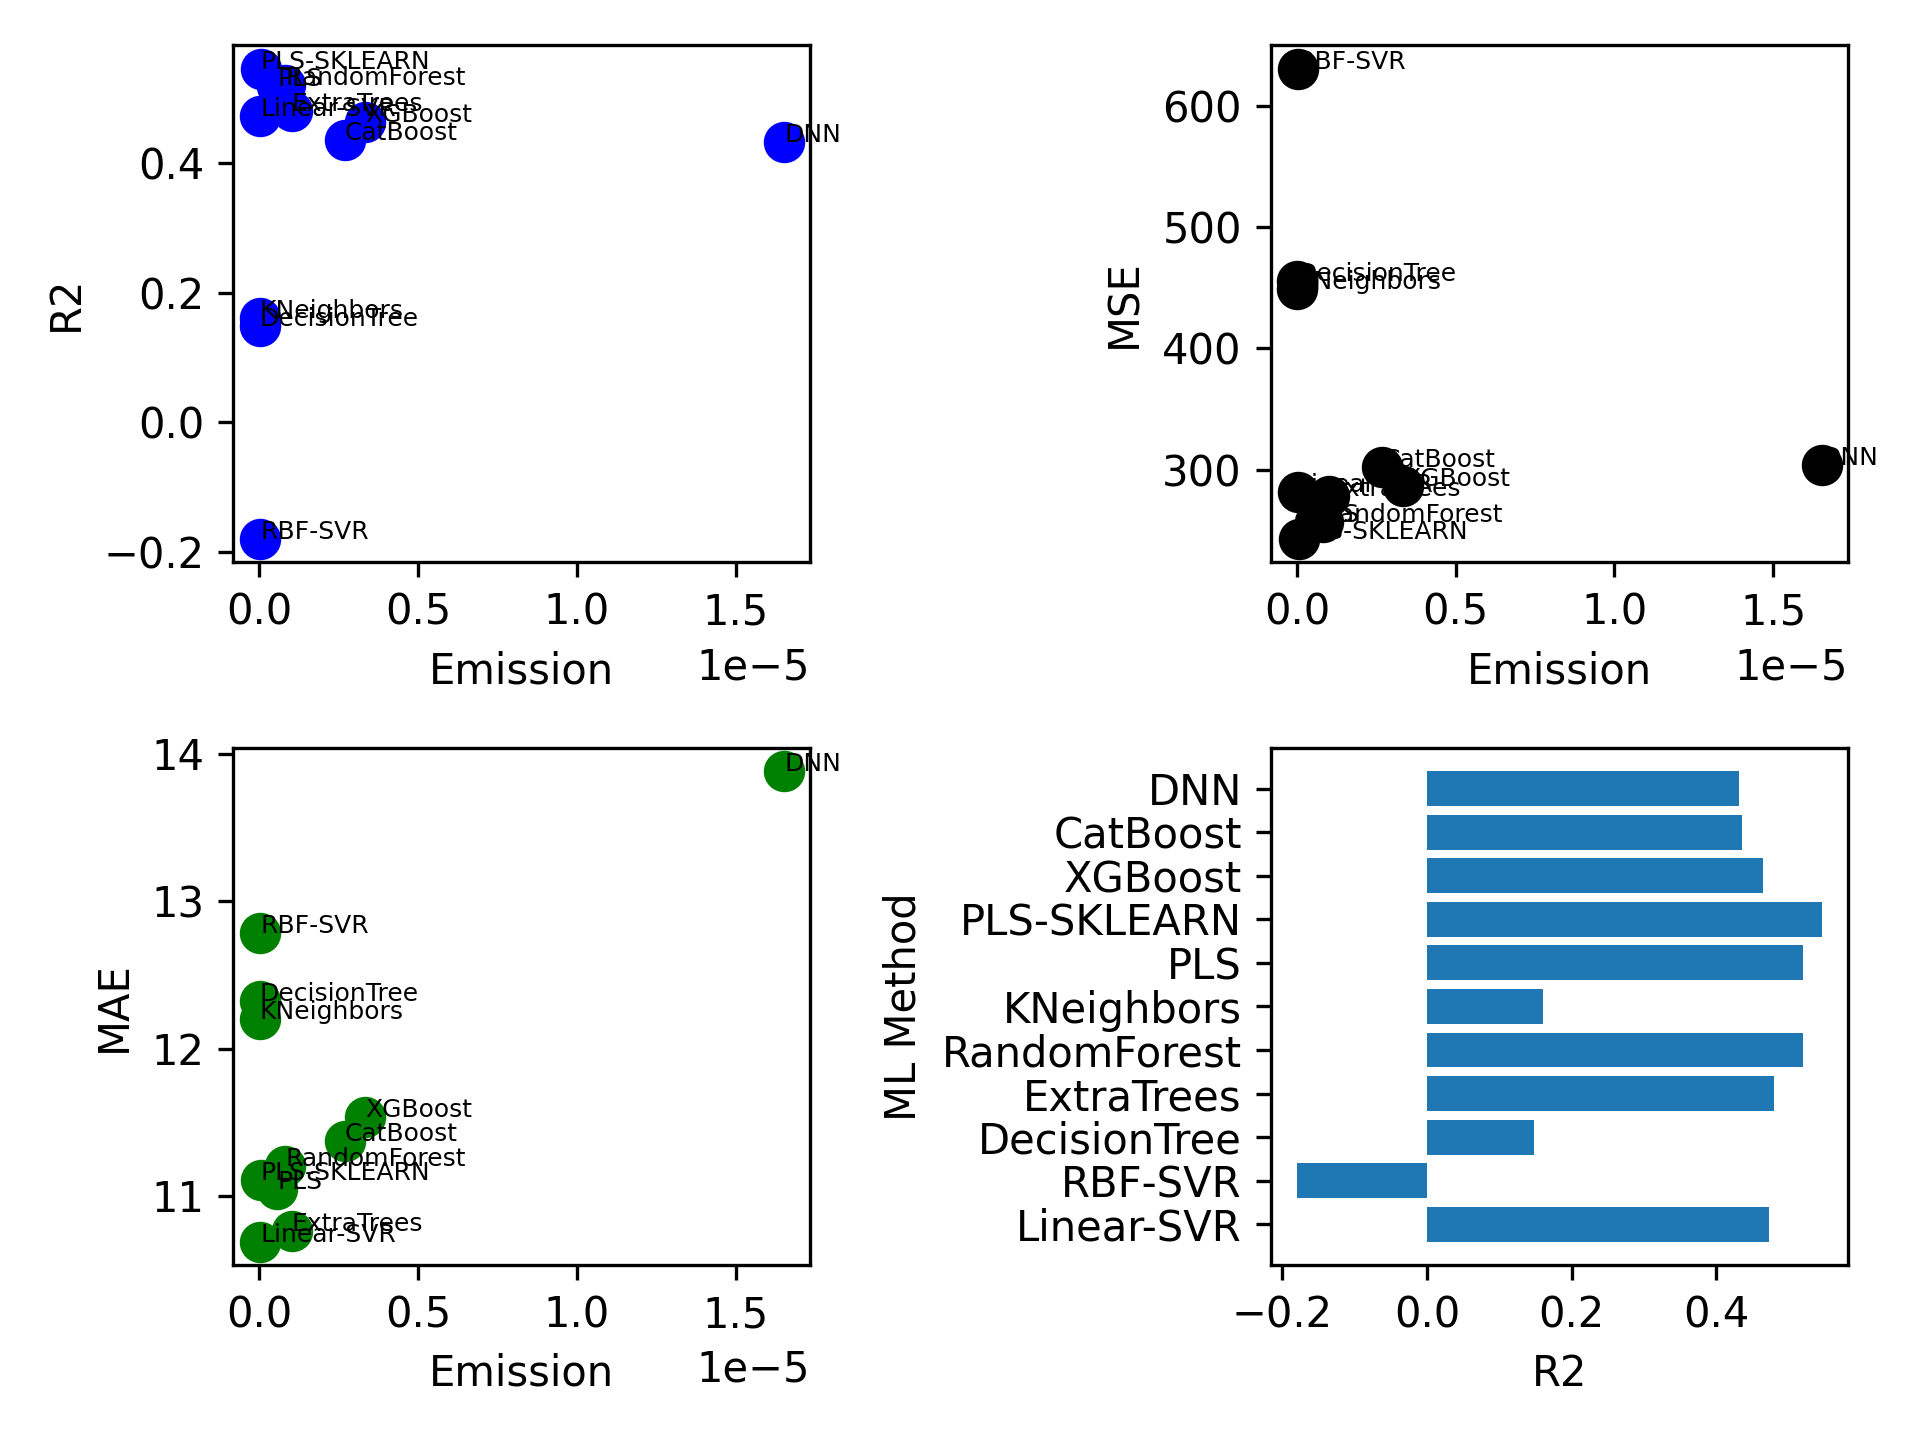 PLS-SKLEARN
PLS
RandomForest
ExtraTrees
Linear-SVR
XGBoost
CatBoost
DNN
KNeighbors
DecisionTree
RBF-SVR
0.4
0.2
0.0
−0.2
R2
0.0 0.5 1.0 1.5
1e−5
Emission
BF-SVR
DecisionTree
Neighbors
CatBoost
XGBoost
DNN
RandomForest
-SKLEARN
600
500
400
300
MSE
0.0 0.5 1.0 1.5
1e−5
Emission
DNN
RBF-SVR
DecisionTree
KNeighbors
XGBoost
CatBoost
RandomForest
PLS-SKLEARN
PLS
ExtraTrees
Linear-SVR
14
13
12
11
MAE
0.0 0.5 1.0 1.5
1e−5
Emission
DNN
CatBoost
XGBoost
PLS-SKLEARN
PLS
KNeighbors
RandomForest
ExtraTrees
DecisionTree
RBF-SVR
Linear-SVR
ML Method
−0.2 0.0 0.2 0.4
R2